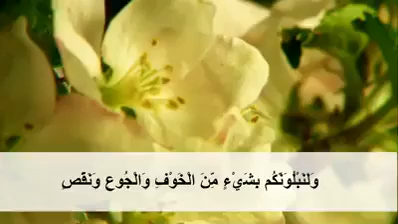 وَلَنَبْلُوَنَّكُم بِشَيْءٍ مِّنَ الْخَوْفِ وَالْجُوعِ وَنَقْصٍ